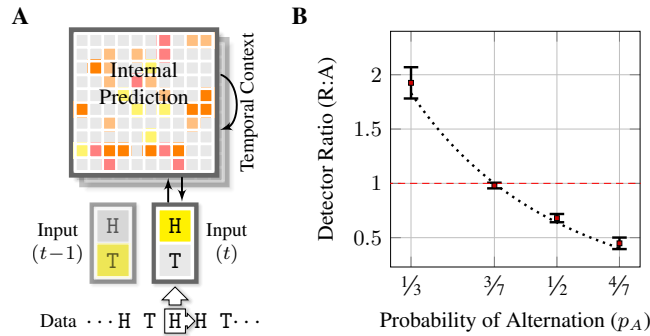 A
Internal
Prediction
Temporal Context
Input
(t−1)
H
T
H
T
Input
(t)
Data ··· H T H H T ···
B
Detector Ratio (R:A)
2
1.5
1
0.5
1/3
3/7
1/2
4/7
Probability of Alternation (p_A)